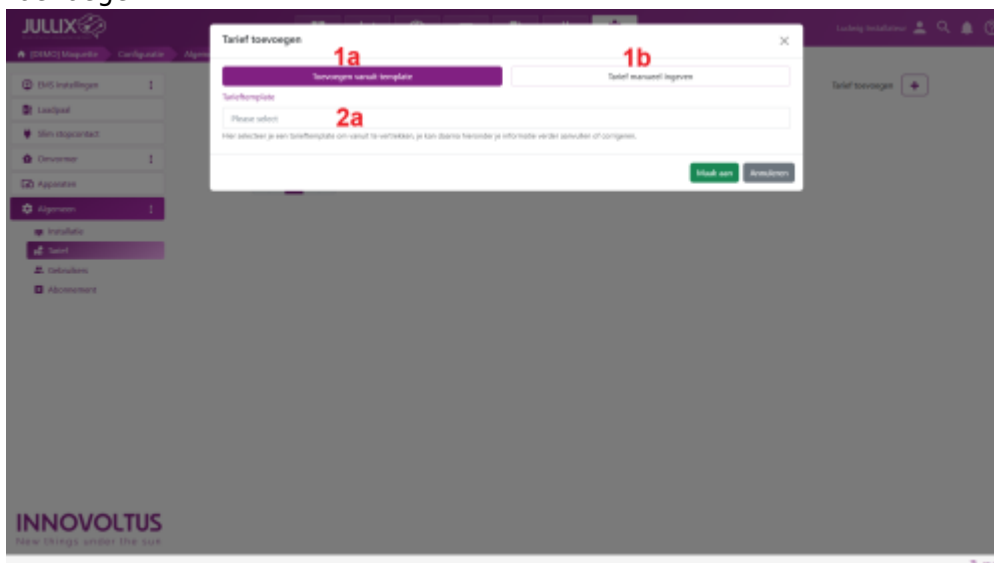 JULLIX
Tarief toevoegen
Ludwig Installateur
[DEMO] Maquette
Configuratie
1a
1b
Toevoegen vanuit template
Tarief manueel ingeven
Tarieftemplate
Please select
2a
Hier selecteer je een tarieftemplate om vanuit te vertrekken, je kan daarna hieronder je informatie verder aanvullen of corrigeren.
Maak aan
Annuleren
Tarief toevoegen
EMS instellingen
Laadpaal
Slim stopcontact
Omvormer
Apparaten
Algemeen
Installatie
Tarief
Gebruikers
Abonnement
INNOVOLTUS
New things under the sun